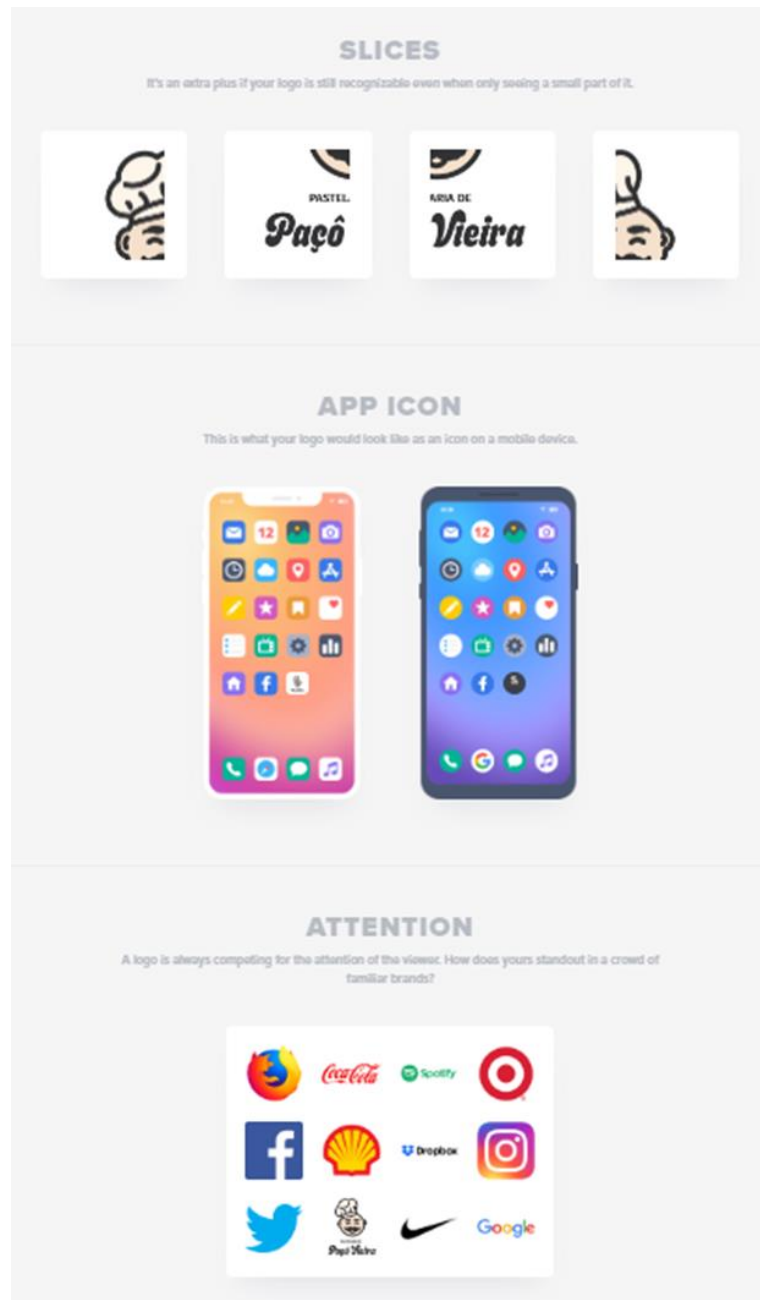 SLICES
It's an extra plus if your logo is still recognizable even when only seeing a small part of it.
PASTEL
Paçô
ARIA DE
Vieira
APP ICON
This is what your logo would look like as an icon on a mobile device.
12
12
ATTENTION
A logo is always competing for the attention of the viewer. How does yours standout in a crowd of
familiar brands?
Coca-Cola
Spotify
Dropbox
Paçô Vieira
Google